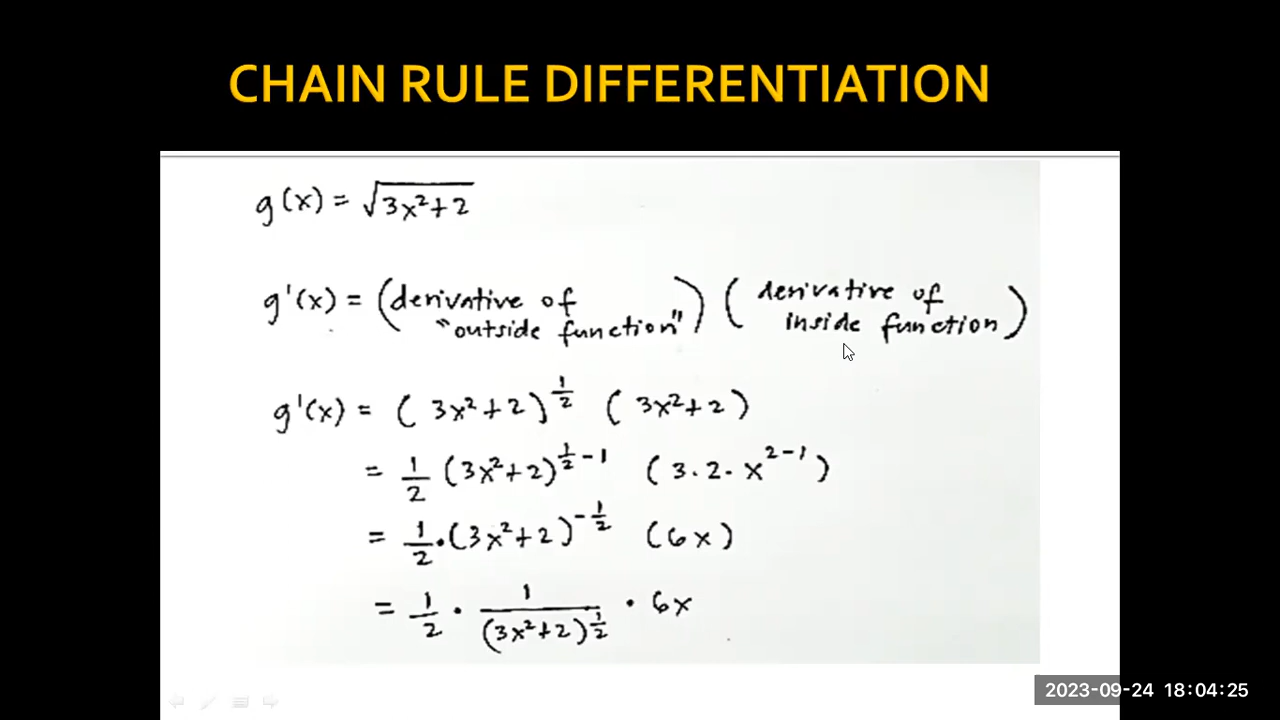 CHAIN RULE DIFFERENTIATION
g(x) = √3x²+2
g'(x) = (derivative of "outside function") (derivative of inside function)
g'(x) = (3x²+2)^½ (3x²+2)
= 1/2 (3x²+2)^(1/2 - 1) (3·2·x^(2-1))
= 1/2 · (3x²+2)^(-1/2) (6x)
= 1/2 · 1/(3x²+2)^(1/2) · 6x
2023-09-24 18:04:25